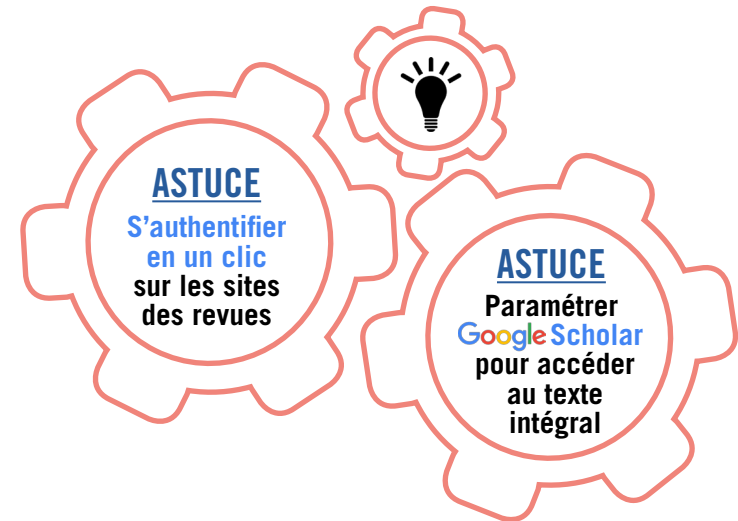 ASTUCE
S'authentifier
en un clic
sur les sites
des revues
ASTUCE
Paramétrer
Google Scholar
pour accéder
au texte
intégral